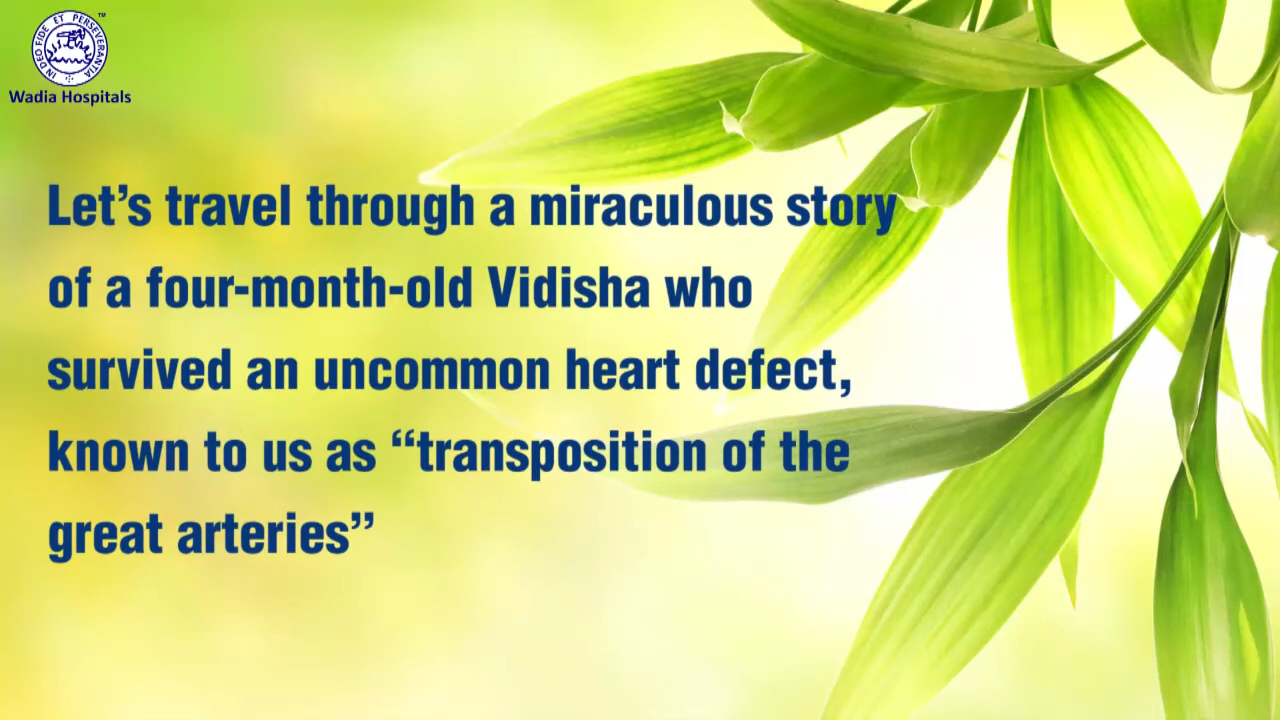 IN DEO FIDE ET PERSEVERANTIA
TM
Wadia Hospitals
Let’s travel through a miraculous story
of a four-month-old Vidisha who
survived an uncommon heart defect,
known to us as “transposition of the
great arteries”